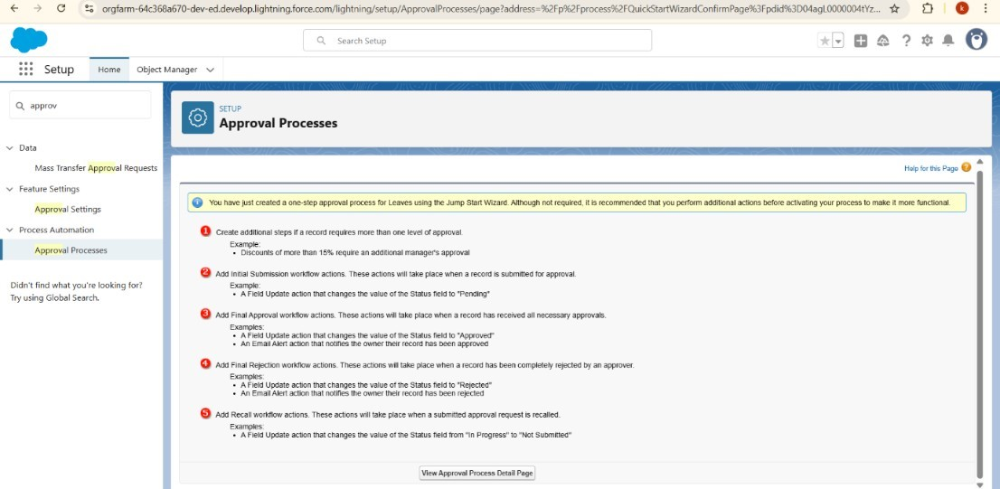 orgfarm-64c368a670-dev-ed.develop.lightning.force.com/lightning/setup/ApprovalProcesses/page?address=%2Fp%2Fprocess%2FQuickStartWizardConfirmPage%3Fpdid%3D04agL0000004tYz...
k
Search Setup
Setup
Home
Object Manager
approv
Data
Mass Transfer Approval Requests
Feature Settings
Approval Settings
Process Automation
Approval Processes
Didn't find what you're looking for?
Try using Global Search.
SETUP
Approval Processes
Help for this Page
You have just created a one-step approval process for Leaves using the Jump Start Wizard. Although not required, it is recommended that you perform additional actions before activating your process to make it more functional.
1 Create additional steps if a record requires more than one level of approval.
Example:
• Discounts of more than 15% require an additional manager's approval
2 Add Initial Submission workflow actions. These actions will take place when a record is submitted for approval.
Example:
• A Field Update action that changes the value of the Status field to "Pending"
3 Add Final Approval workflow actions. These actions will take place when a record has received all necessary approvals.
Examples:
• A Field Update action that changes the value of the Status field to "Approved"
• An Email Alert action that notifies the owner their record has been approved
4 Add Final Rejection workflow actions. These actions will take place when a record has been completely rejected by an approver.
Examples:
• A Field Update action that changes the value of the Status field to "Rejected"
• An Email Alert action that notifies the owner their record has been rejected
5 Add Recall workflow actions. These actions will take place when a submitted approval request is recalled.
Examples:
• A Field Update action that changes the value of the Status field from "In Progress" to "Not Submitted"
View Approval Process Detail Page